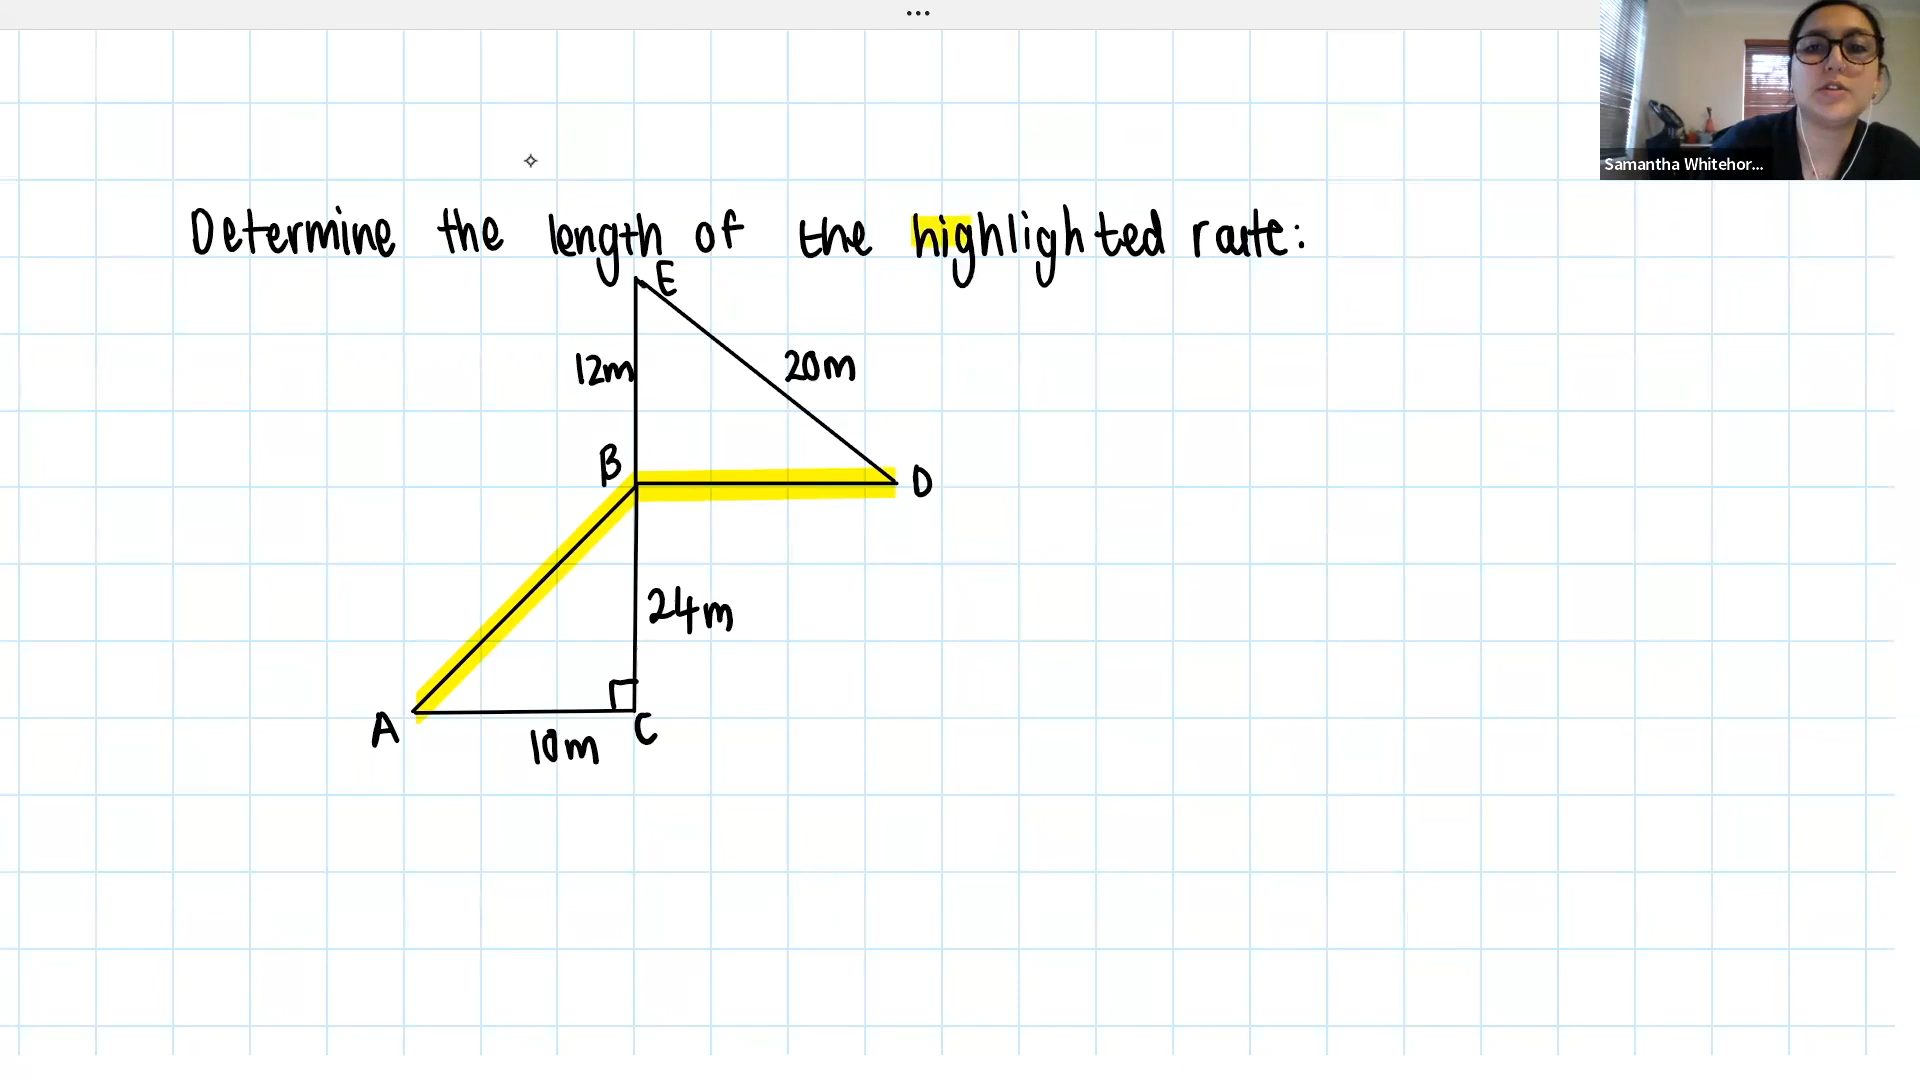 Samantha Whitehor...
Determine the length of the highlighted route:
E
12m
20m
B
D
24m
A
C
10m